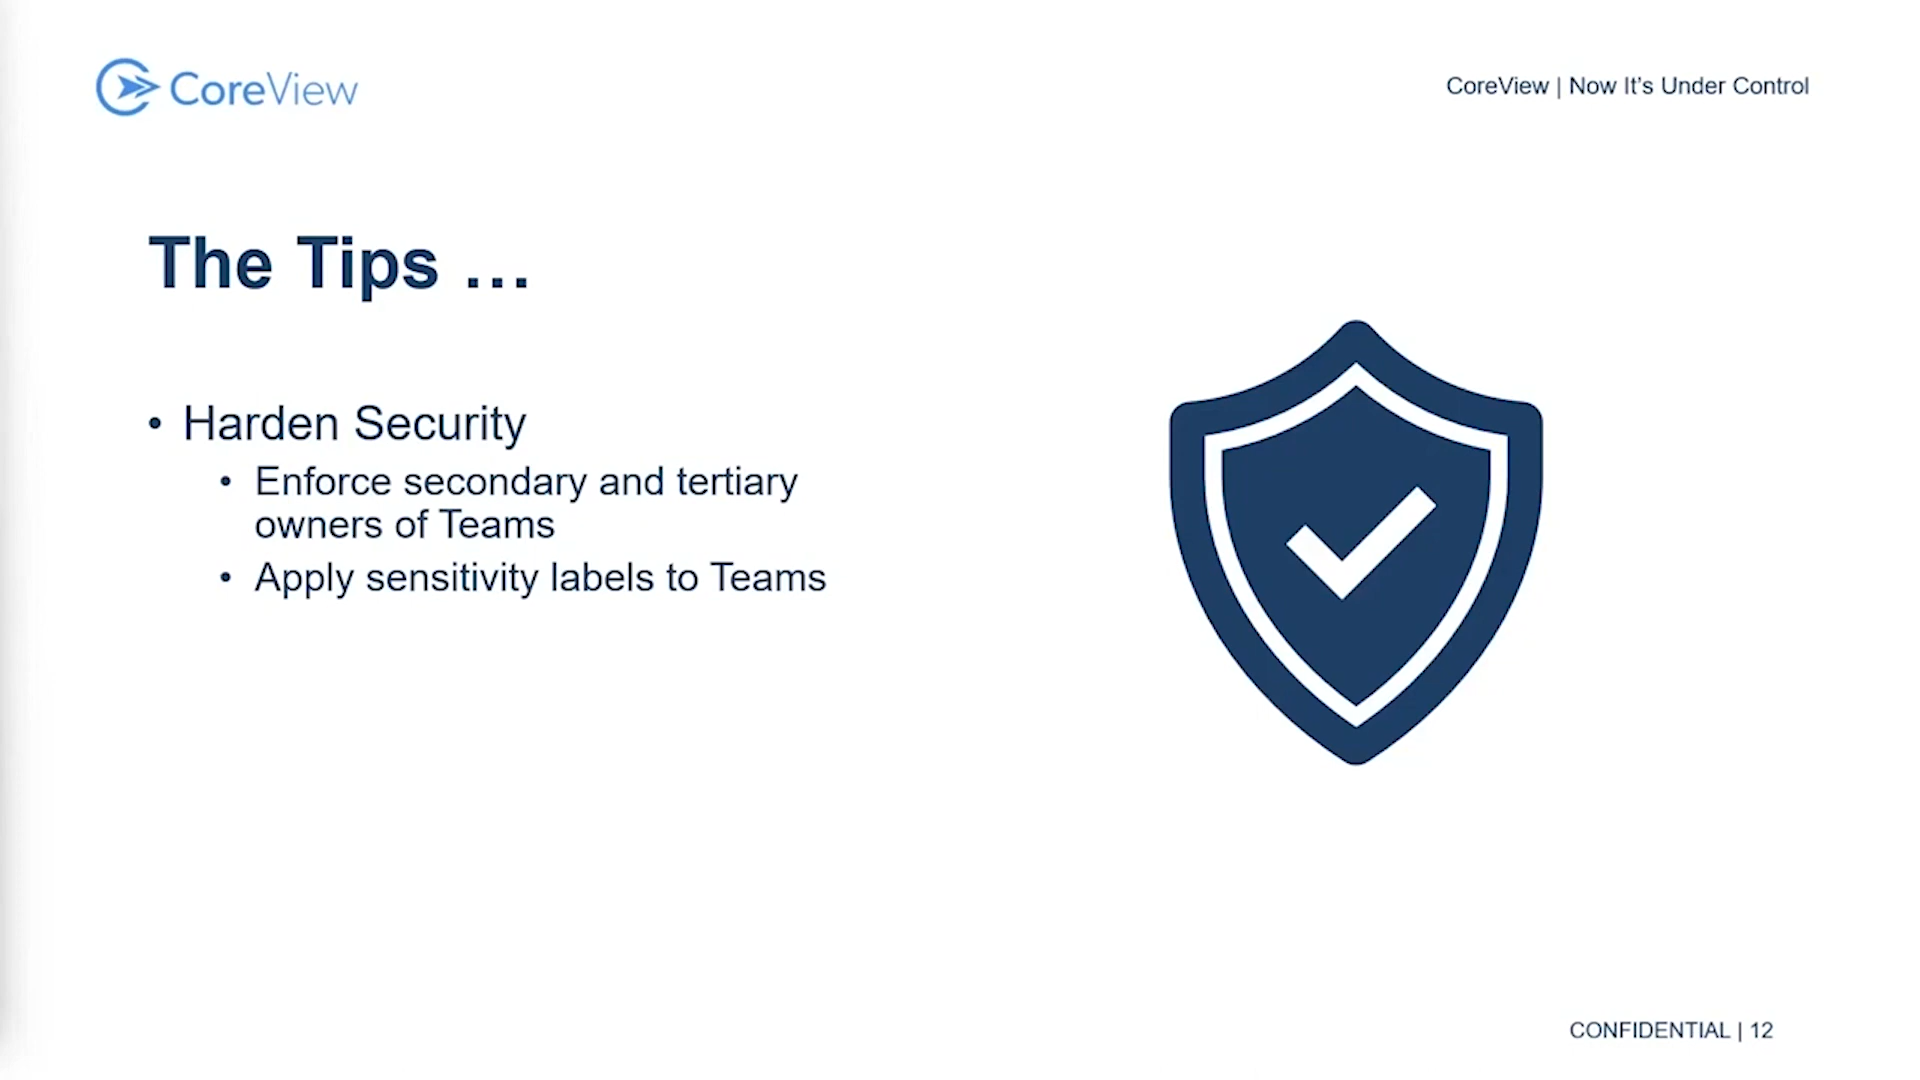 CoreView
CoreView | Now It’s Under Control
The Tips …
• Harden Security
• Enforce secondary and tertiary
owners of Teams
• Apply sensitivity labels to Teams
CONFIDENTIAL | 12